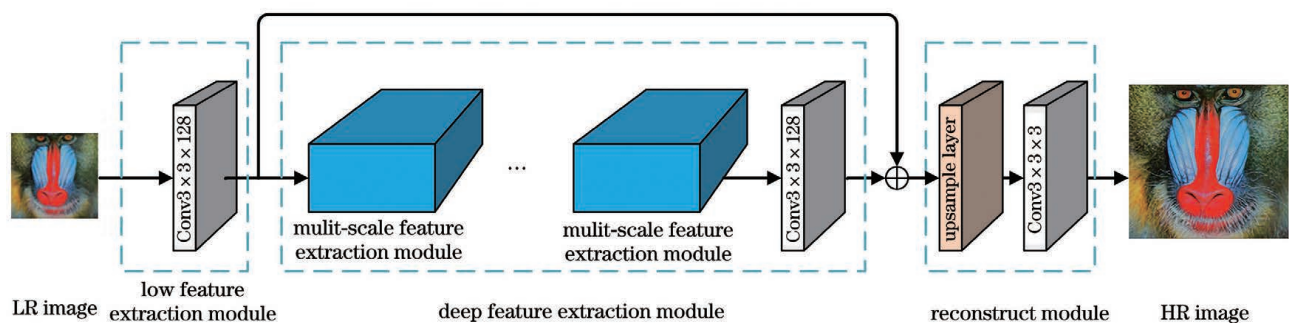 Conv3 × 3 × 128
mulit-scale feature
extraction module
...
mulit-scale feature
extraction module
Conv3 × 3 × 128
upsample layer
Conv3 × 3 × 3
LR image
low feature
extraction module
deep feature extraction module
reconstruct module
HR image